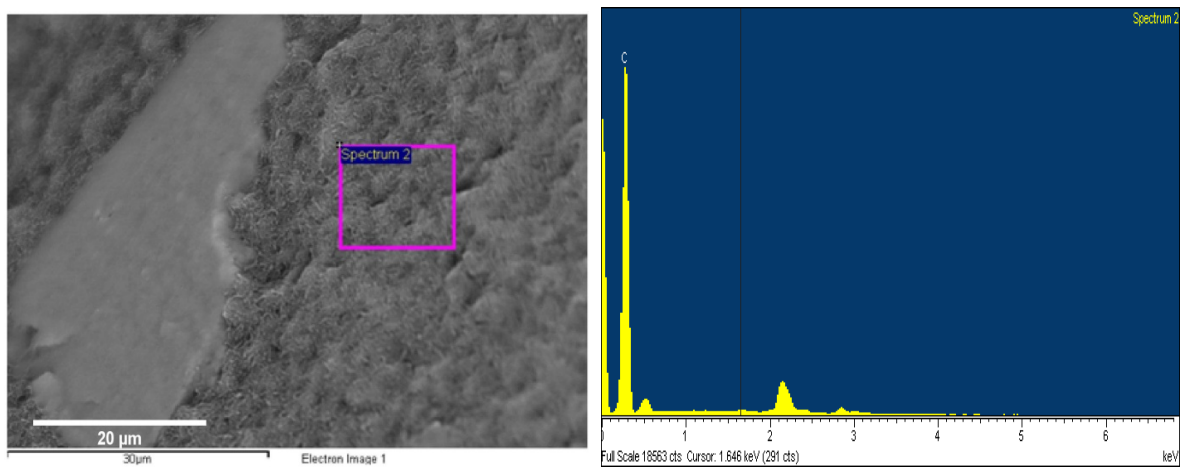 Spectrum 2
20 µm
30µm
Electron Image 1
Spectrum 2
C
0 1 2 3 4 5 6
Full Scale 18563 cts Cursor: 1.646 keV (291 cts)
keV